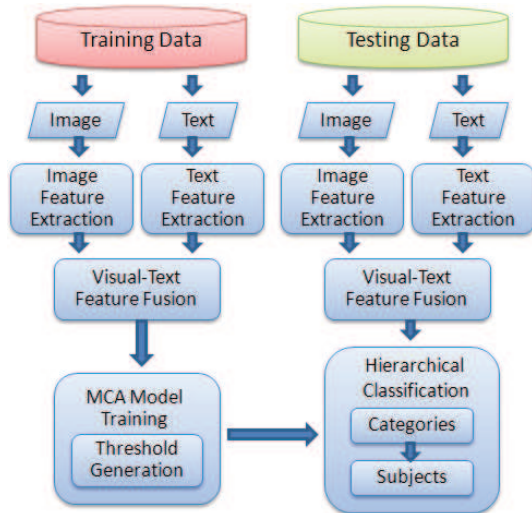 Training Data
Testing Data
Image
Text
Image
Text
Image
Feature
Extraction
Text
Feature
Extraction
Image
Feature
Extraction
Text
Feature
Extraction
Visual-Text
Feature Fusion
Visual-Text
Feature Fusion
MCA Model
Training
Threshold
Generation
Hierarchical
Classification
Categories
Subjects